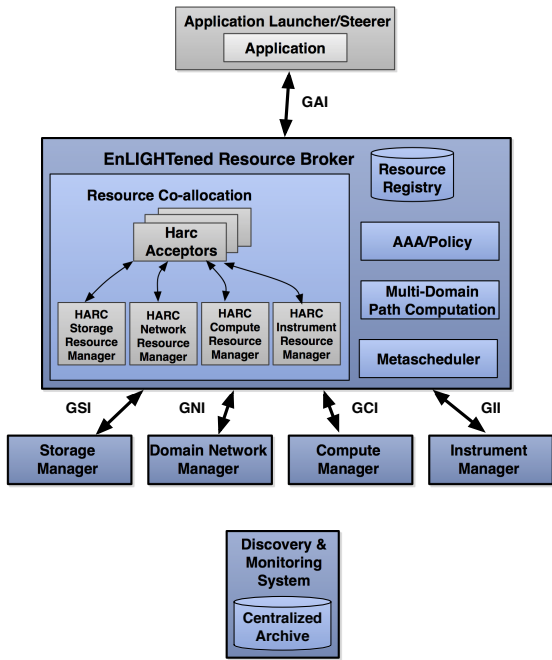 Application Launcher/Steerer
Application
GAI
EnLIGHTened Resource Broker
Resource Co-allocation
Harc
Acceptors
HARC
Storage
Resource
Manager
HARC
Network
Resource
Manager
HARC
Compute
Resource
Manager
HARC
Instrument
Resource
Manager
Resource
Registry
AAA/Policy
Multi-Domain
Path Computation
Metascheduler
GSI
GNI
GCI
GII
Storage
Manager
Domain Network
Manager
Compute
Manager
Instrument
Manager
Discovery &
Monitoring
System
Centralized
Archive